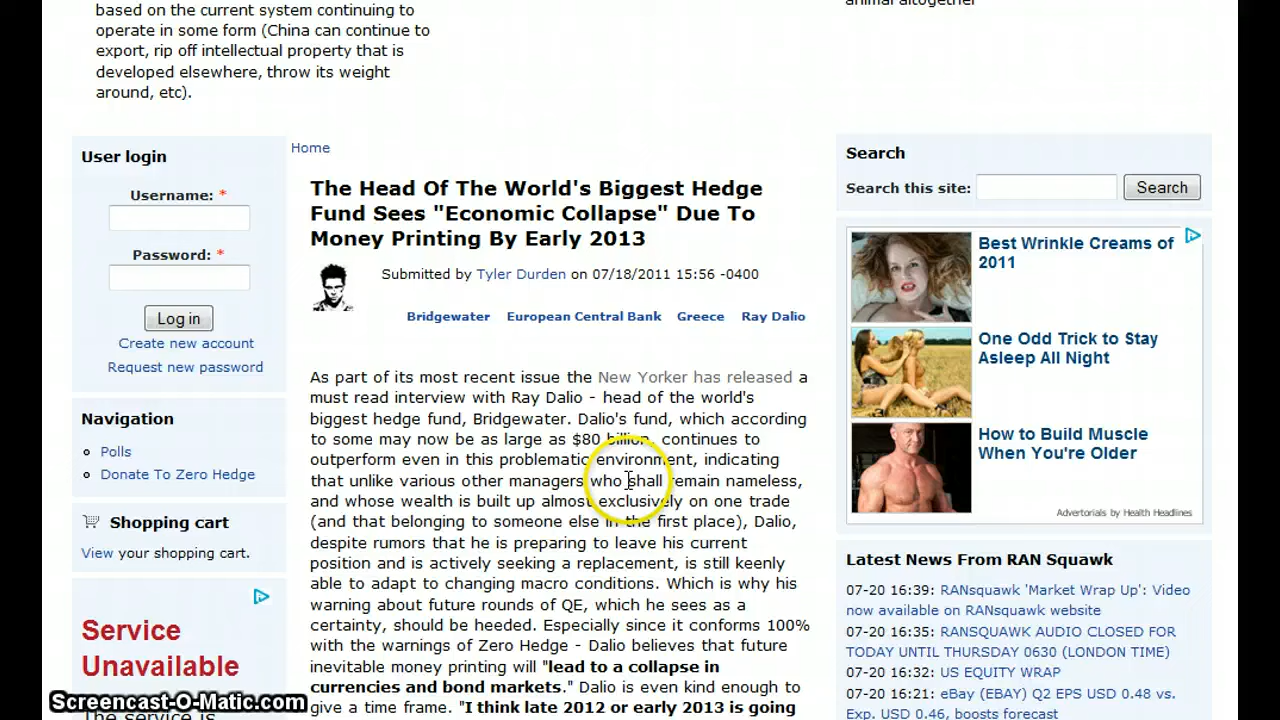 based on the current system continuing to
operate in some form (China can continue to
export, rip off intellectual property that is
developed elsewhere, throw its weight
around, etc).
animal altogether
User login
Username: *
Password: *
Log in
Create new account
Request new password
Navigation
Polls
Donate To Zero Hedge
Shopping cart
View your shopping cart.
Service
Unavailable
The service is
Home
The Head Of The World's Biggest Hedge
Fund Sees "Economic Collapse" Due To
Money Printing By Early 2013
Submitted by Tyler Durden on 07/18/2011 15:56 -0400
Bridgewater European Central Bank Greece Ray Dalio
As part of its most recent issue the New Yorker has released a
must read interview with Ray Dalio - head of the world's
biggest hedge fund, Bridgewater. Dalio's fund, which according
to some may now be as large as $80 billion, continues to
outperform even in this problematic environment, indicating
that unlike various other managers who shall remain nameless,
and whose wealth is built up almost exclusively on one trade
(and that belonging to someone else in the first place), Dalio,
despite rumors that he is preparing to leave his current
position and is actively seeking a replacement, is still keenly
able to adapt to changing macro conditions. Which is why his
warning about future rounds of QE, which he sees as a
certainty, should be heeded. Especially since it conforms 100%
with the warnings of Zero Hedge - Dalio believes that future
inevitable money printing will "lead to a collapse in
currencies and bond markets." Dalio is even kind enough to
give a time frame. "I think late 2012 or early 2013 is going
Search
Search this site:
Search
Best Wrinkle Creams of
2011
One Odd Trick to Stay
Asleep All Night
How to Build Muscle
When You're Older
Advertorials by Health Headlines
Latest News From RAN Squawk
07-20 16:39: RANsquawk 'Market Wrap Up': Video
now available on RANsquawk website
07-20 16:35: RANSQUAWK AUDIO CLOSED FOR
TODAY UNTIL THURSDAY 0630 (LONDON TIME)
07-20 16:32: US EQUITY WRAP
07-20 16:21: eBay (EBAY) Q2 EPS USD 0.48 vs.
Exp. USD 0.46, boosts forecast
Screencast-O-Matic.com